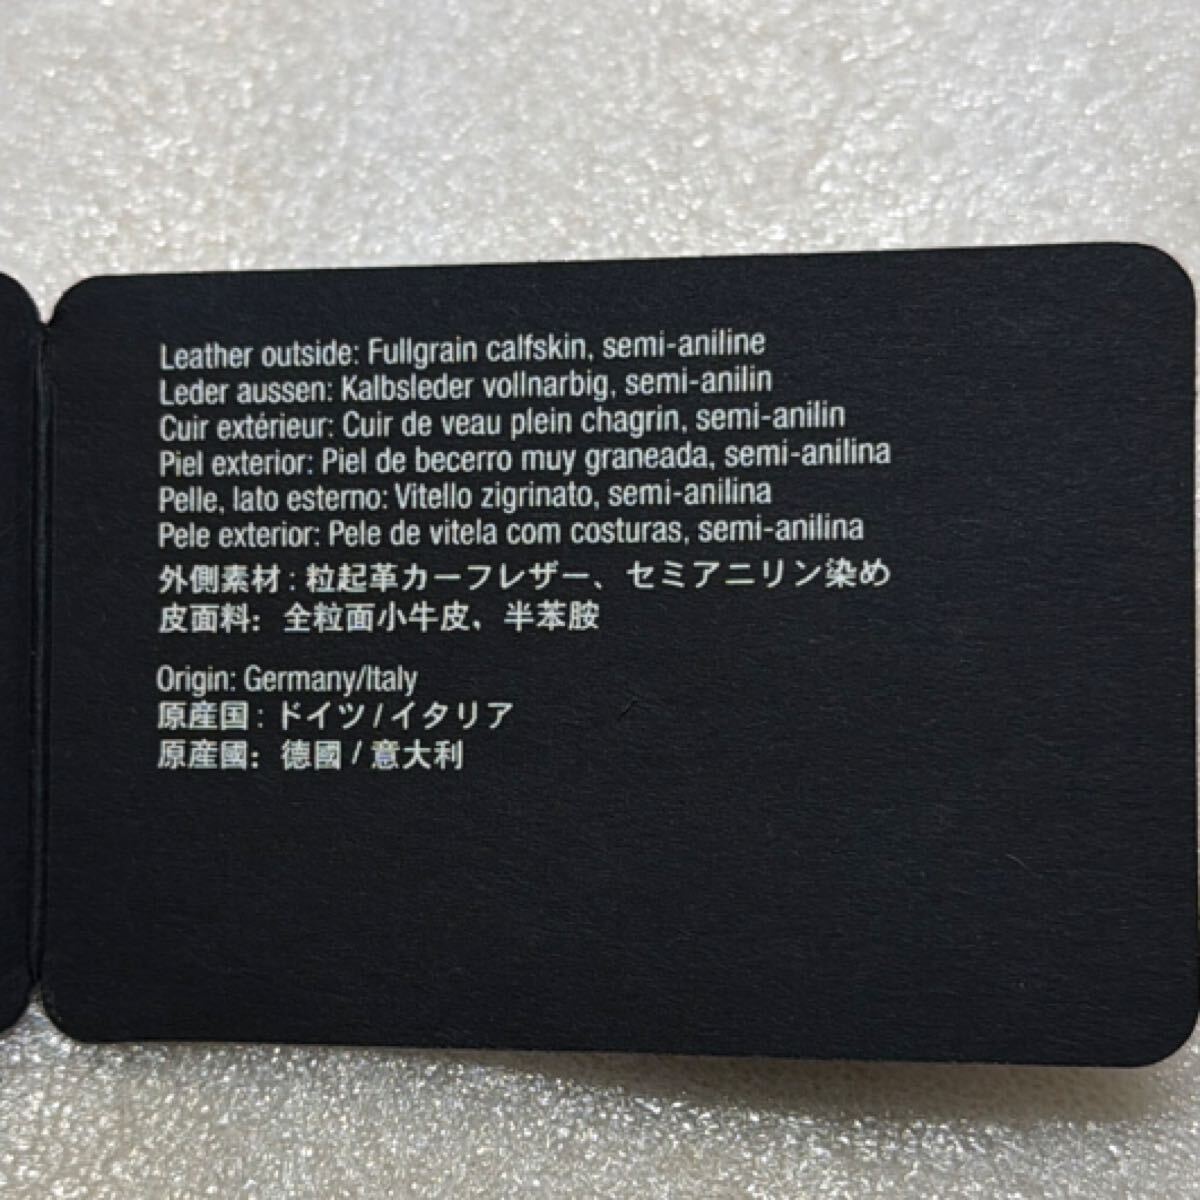 Leather outside: Fullgrain calfskin, semi-aniline
Leder aussen: Kalbsleder vollnarbig, semi-anilin
Cuir extérieur: Cuir de veau plein chagrin, semi-anilin
Piel exterior: Piel de becerro muy graneada, semi-anilina
Pelle, lato esterno: Vitello zigrinato, semi-anilina
Pele exterior: Pele de vitela com costuras, semi-anilina
外側素材：粒起革カーフレザー、セミアニリン染め
皮面料：全粒面小牛皮、半苯胺
Origin: Germany/Italy
原産国：ドイツ/イタリア
原産國：德國/意大利